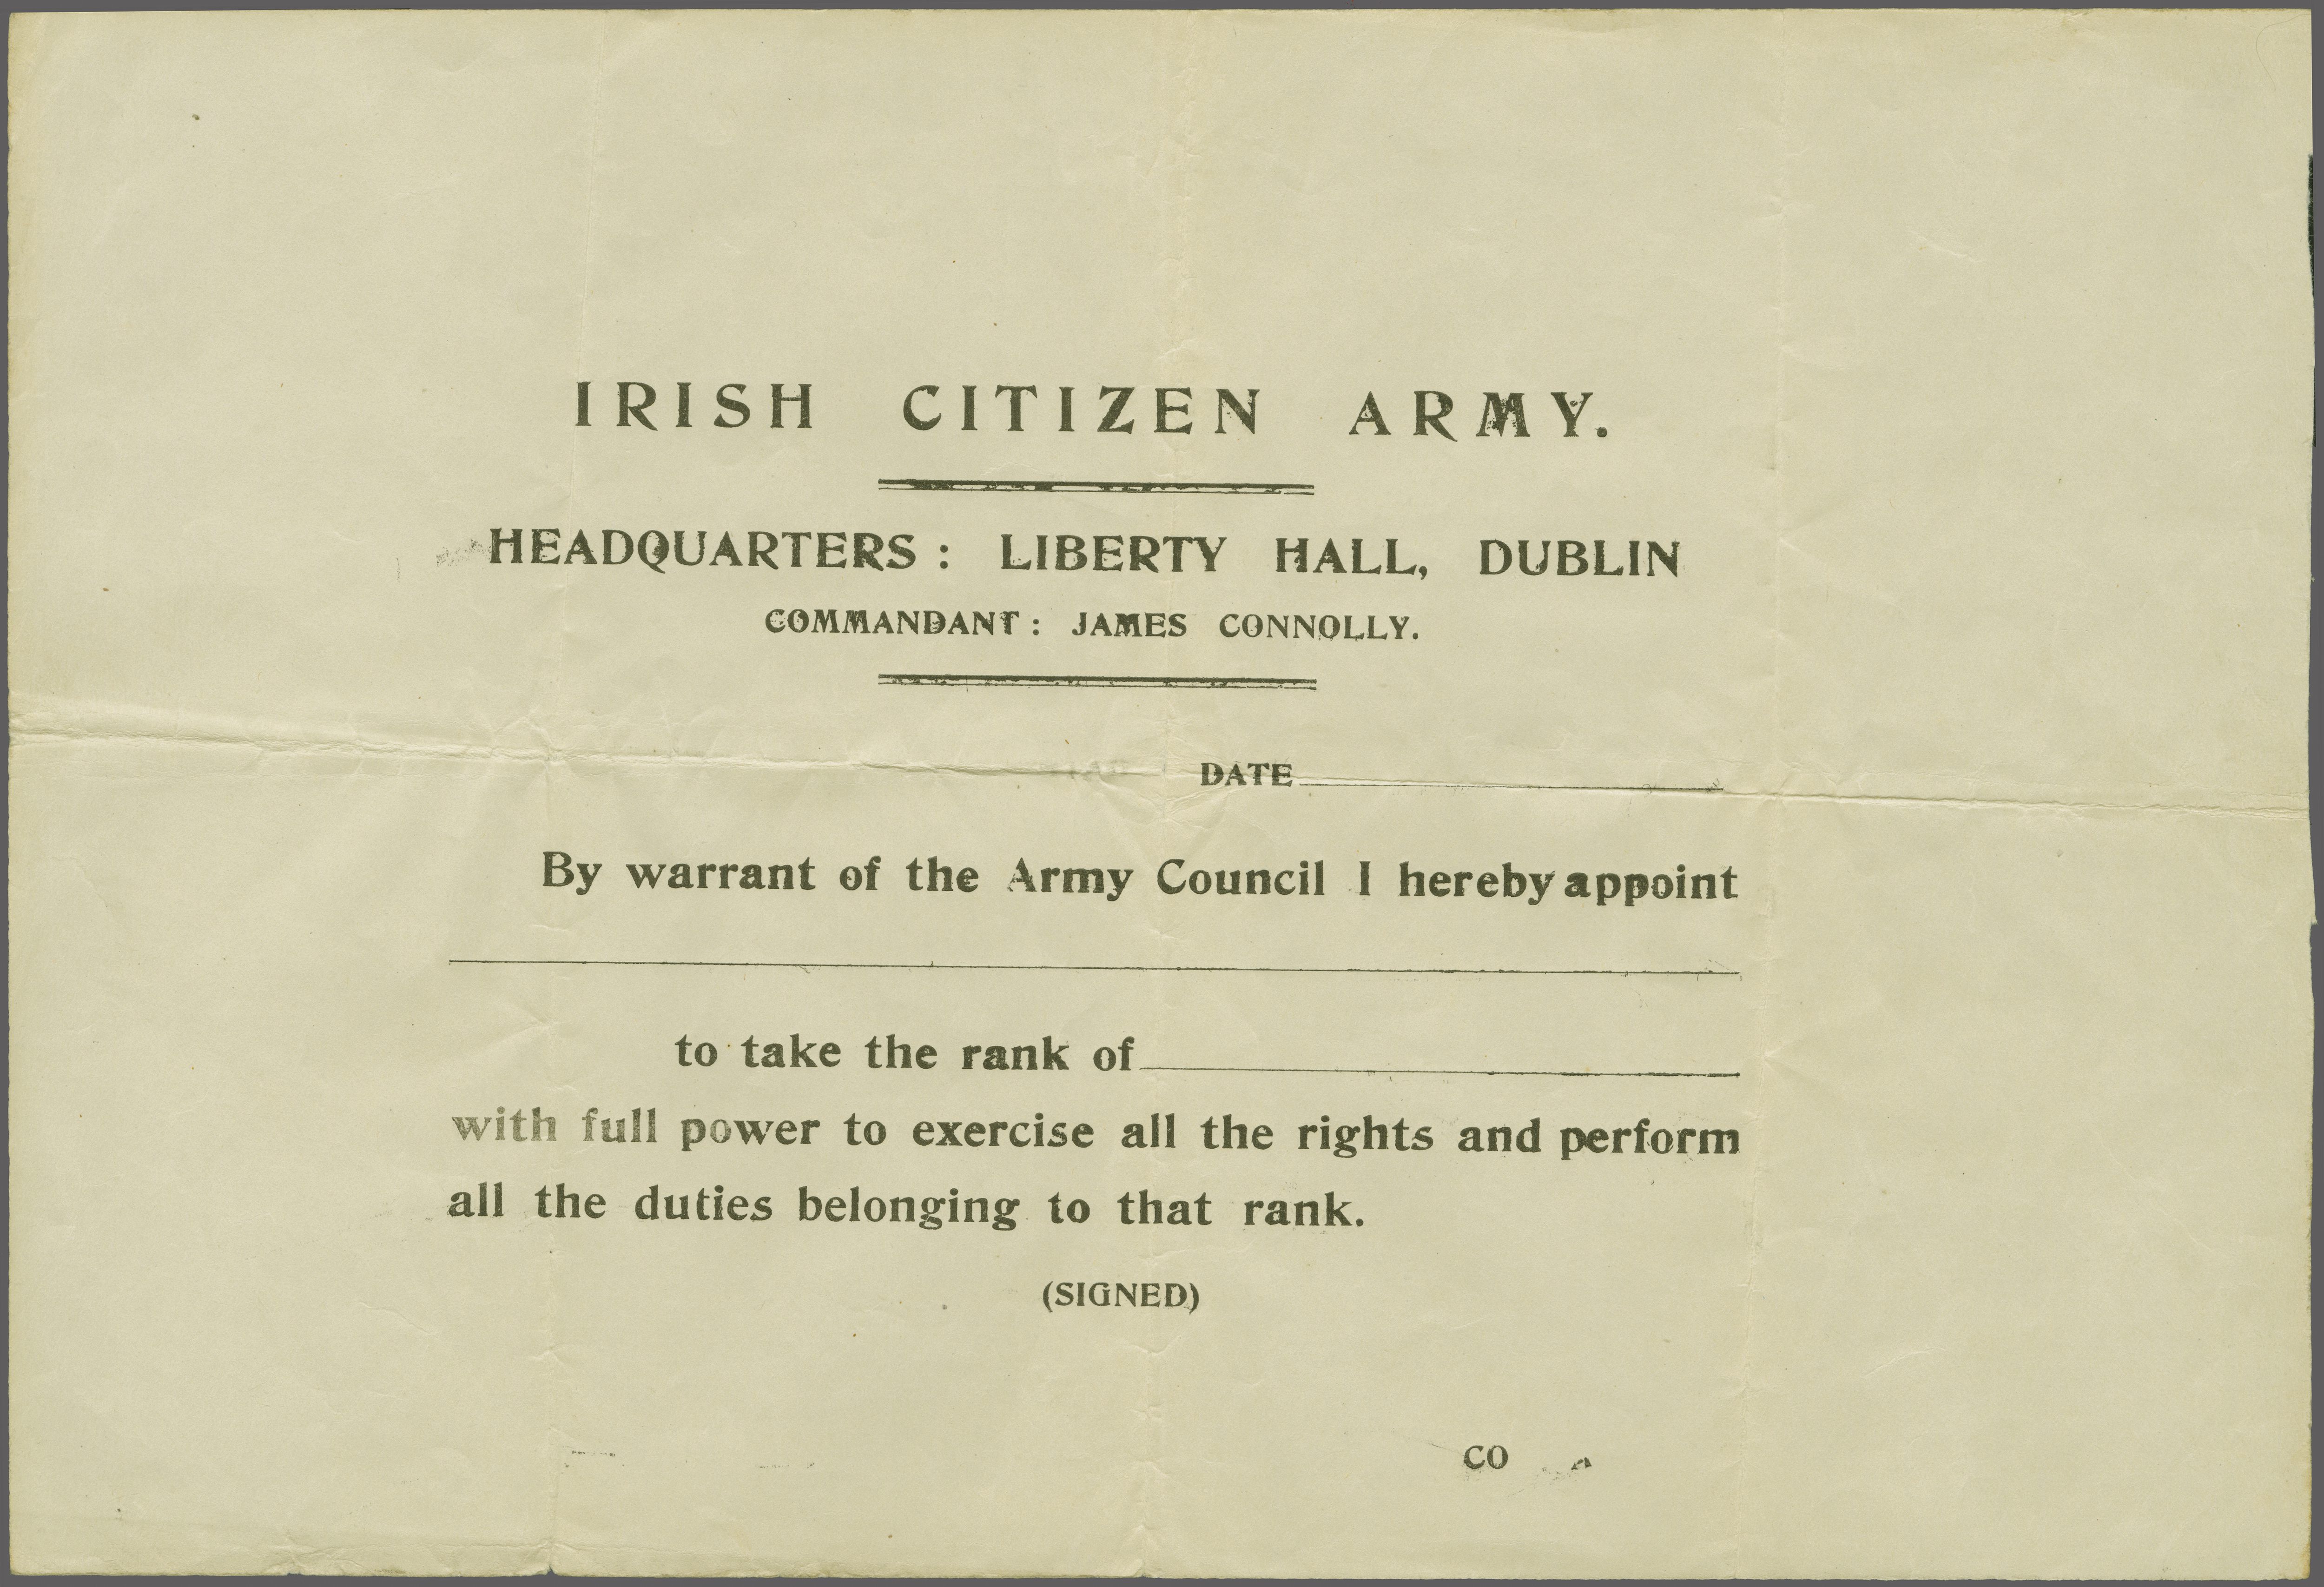 IRISH CITIZEN ARMY.
HEADQUARTERS : LIBERTY HALL, DUBLIN
COMMANDANT : JAMES CONNOLLY.
DATE
By warrant of the Army Council I hereby appoint
to take the rank of
with full power to exercise all the rights and perform
all the duties belonging to that rank.
(SIGNED)
CO